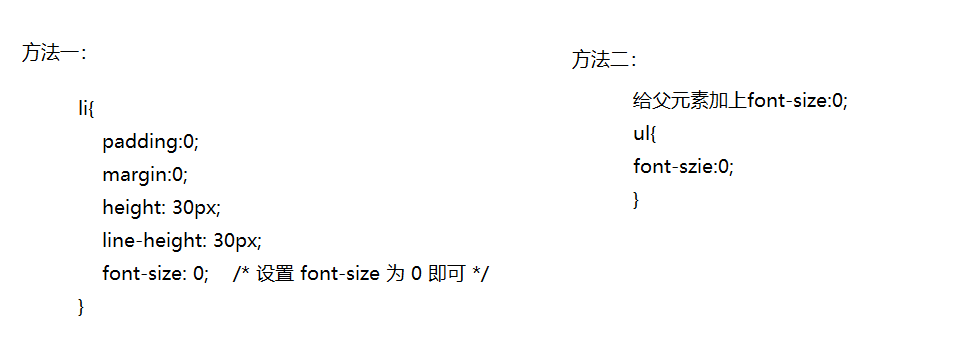 方法一:
li{
padding:0;
margin:0;
height: 30px;
line-height: 30px;
font-size: 0; /* 设置 font-size 为 0 即可 */
}
方法二:
给父元素加上font-size:0;
ul{
font-szie:0;
}